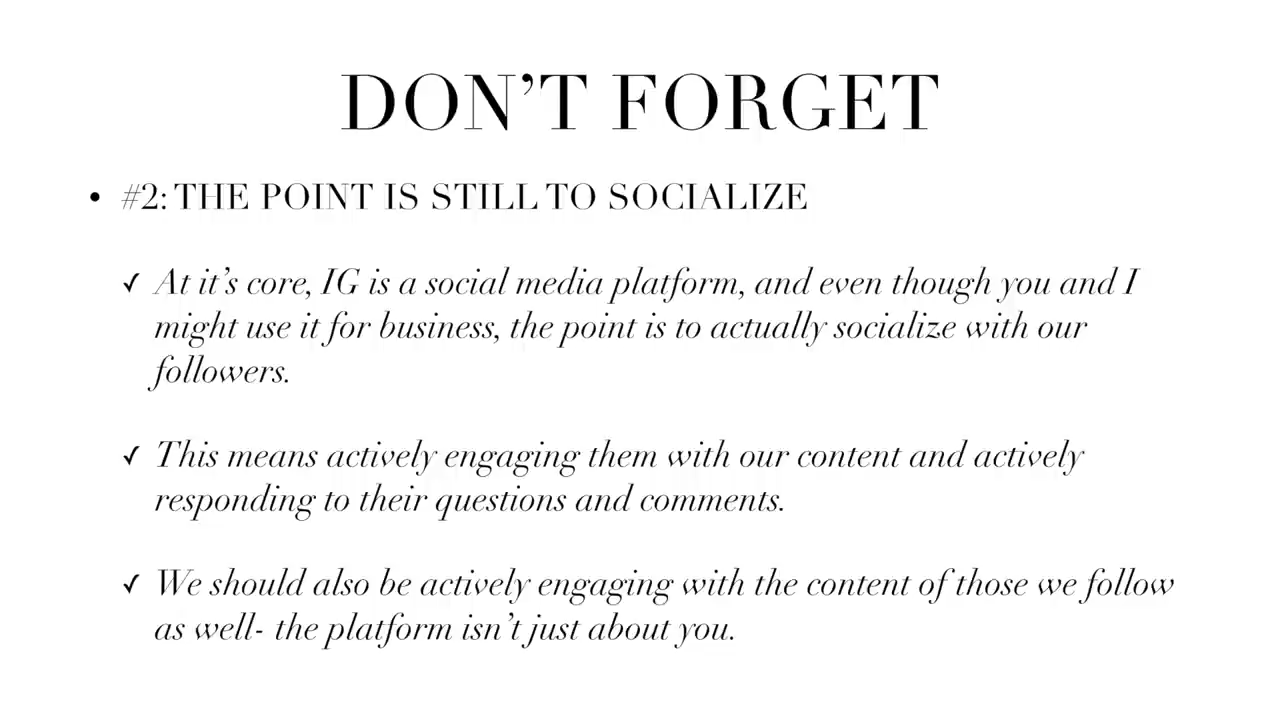 DON’T FORGET
• #2: THE POINT IS STILL TO SOCIALIZE
✓ At it’s core, IG is a social media platform, and even though you and I
might use it for business, the point is to actually socialize with our
followers.
✓ This means actively engaging them with our content and actively
responding to their questions and comments.
✓ We should also be actively engaging with the content of those we follow
as well- the platform isn’t just about you.